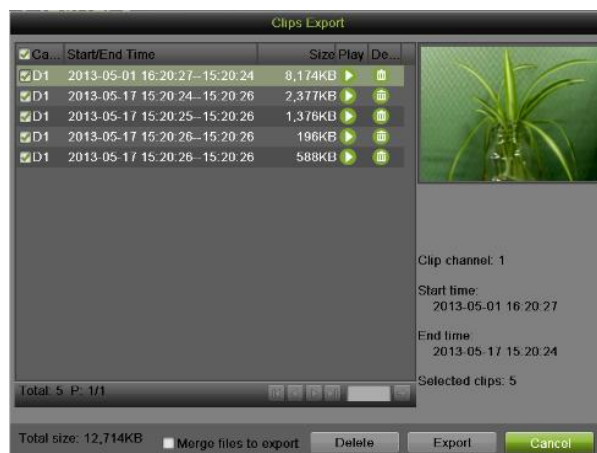 Clips Export
Ca... Start/End Time Size Play De...
D1 2013-05-01 16:20:27--15:20:24 8,174KB
D1 2013-05-17 15:20:24--15:20:26 2,377KB
D1 2013-05-17 15:20:25--15:20:26 1,376KB
D1 2013-05-17 15:20:26--15:20:26 196KB
D1 2013-05-17 15:20:26--15:20:26 588KB
Clip channel: 1
Start time:
2013-05-01 16:20:27
End time:
2013-05-17 15:20:24
Selected clips: 5
Total: 5 P: 1/1
Total size: 12,714KB Merge files to export Delete Export Cancel